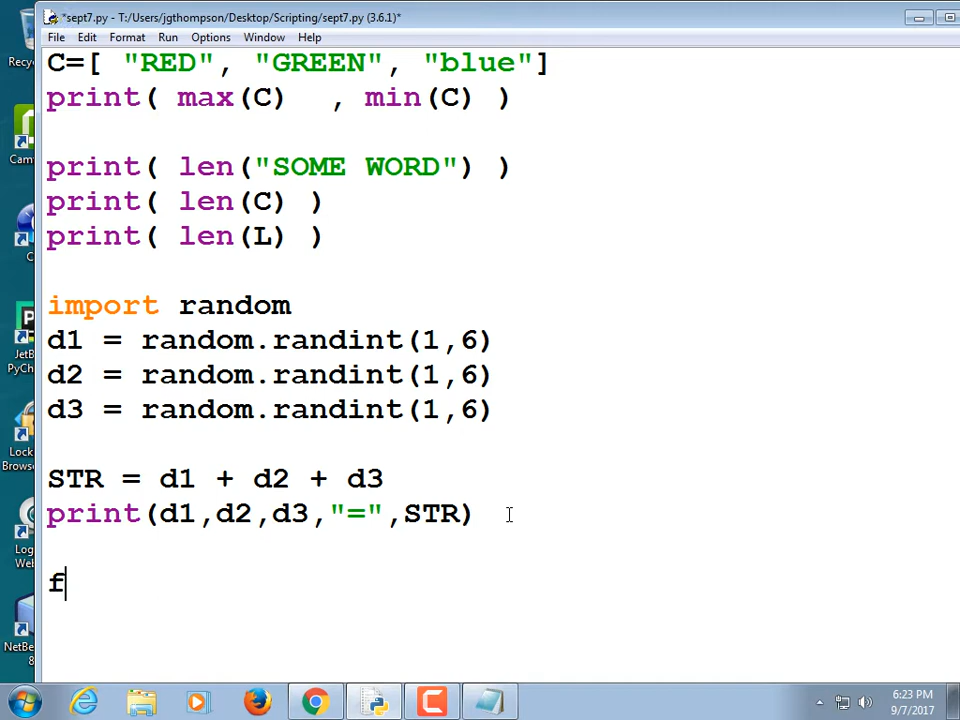 *sept7.py - T:/Users/jgthompson/Desktop/Scripting/sept7.py (3.6.1)*
File Edit Format Run Options Window Help
C=[ "RED", "GREEN", "blue"]
print( max(C)  , min(C) )
print( len("SOME WORD") )
print( len(C) )
print( len(L) )
import random
d1 = random.randint(1,6)
d2 = random.randint(1,6)
d3 = random.randint(1,6)
STR = d1 + d2 + d3
print(d1,d2,d3,"=",STR)
f
6:23 PM
9/7/2017